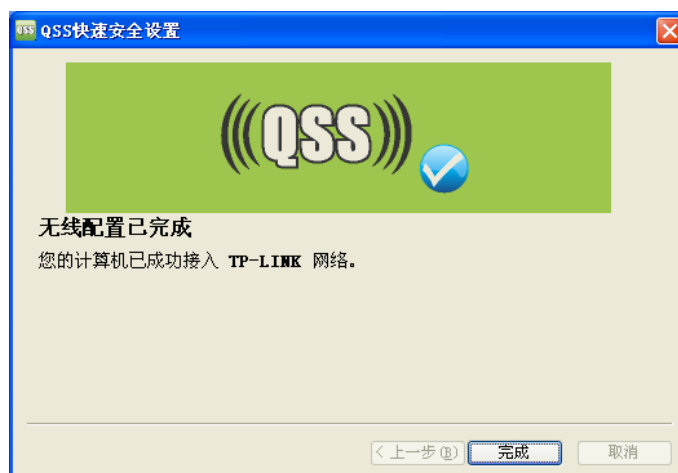 QSS QSS快速安全设置
(((QSS)))
无线配置已完成
您的计算机已成功接入 TP-LINK 网络。
< 上一步(B) 完成 取消